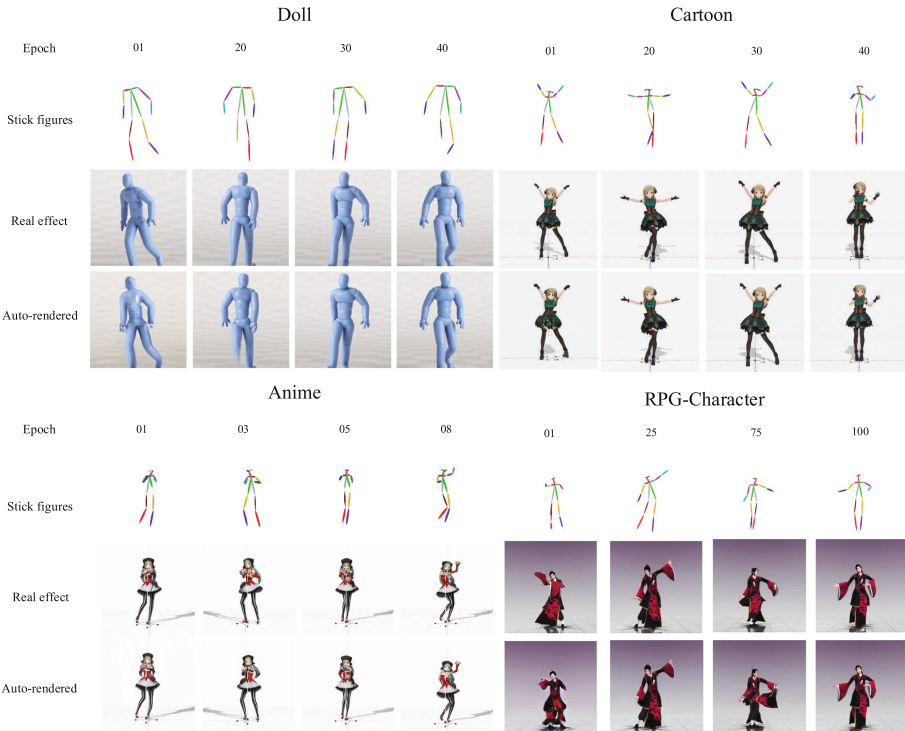 Doll
Cartoon
Epoch 01 20 30 40 01 20 30 40
Stick figures
Real effect
Auto-rendered
Anime
RPG-Character
Epoch 01 03 05 08 01 25 75 100
Stick figures
Real effect
Auto-rendered